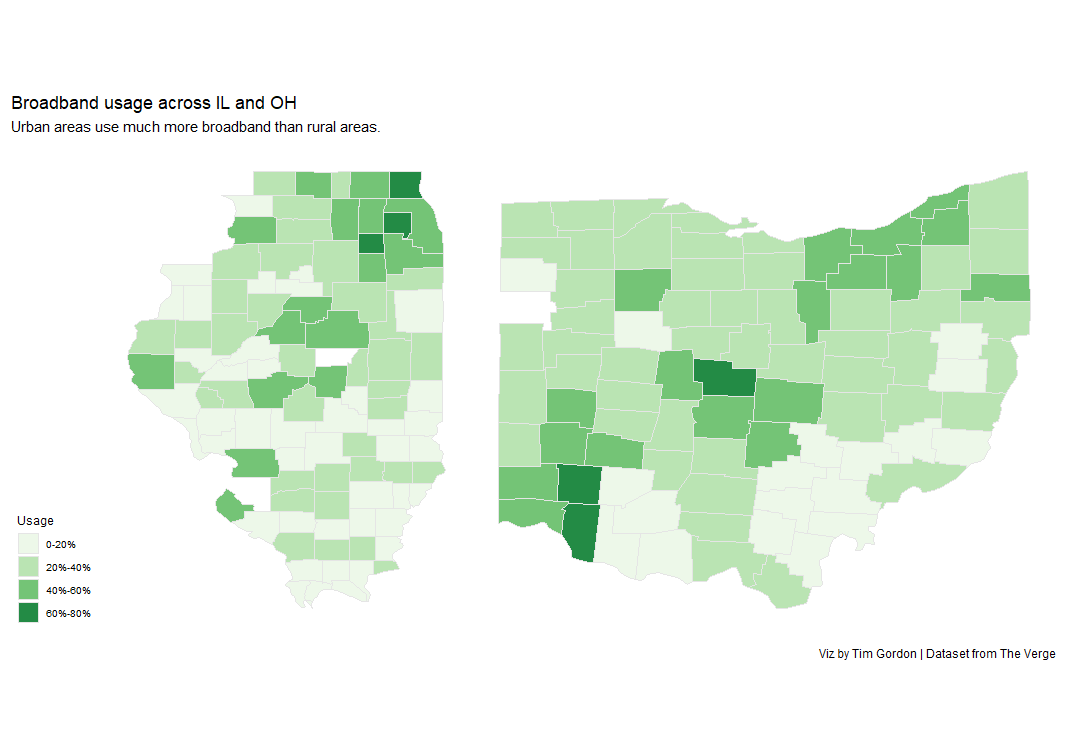 Broadband usage across IL and OH
Urban areas use much more broadband than rural areas.
Usage
0-20%
20%-40%
40%-60%
60%-80%
Viz by Tim Gordon | Dataset from The Verge